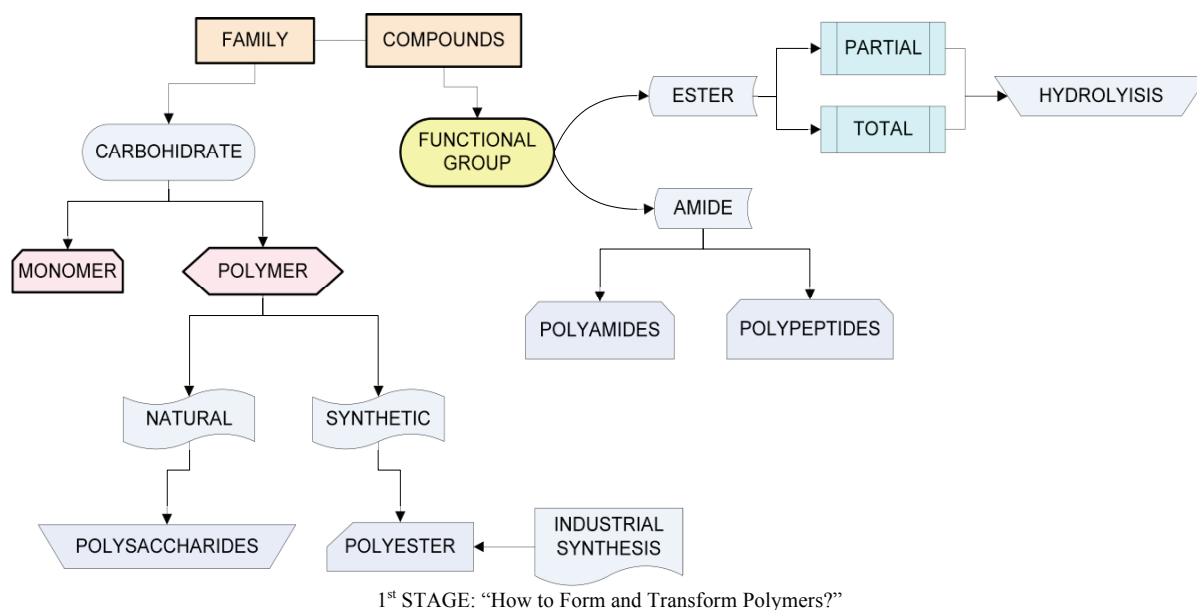 FAMILY
COMPOUNDS
PARTIAL
ESTER
HYDROLYISIS
TOTAL
FUNCTIONAL
GROUP
CARBOHIDRATE
AMIDE
MONOMER
POLYMER
POLYAMIDES
POLYPEPTIDES
NATURAL
SYNTHETIC
POLYSACCHARIDES
POLYESTER
INDUSTRIAL
SYNTHESIS
1st STAGE: “How to Form and Transform Polymers?”